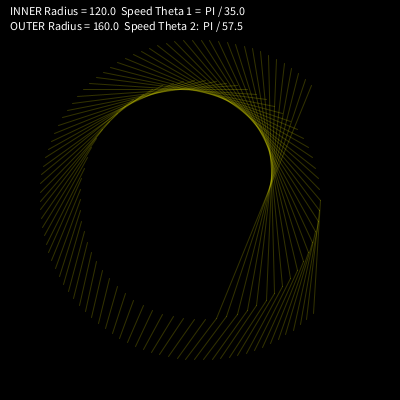 INNER Radius = 120.0  Speed Theta 1 =  PI / 35.0
OUTER Radius = 160.0  Speed Theta 2:  PI / 57.5